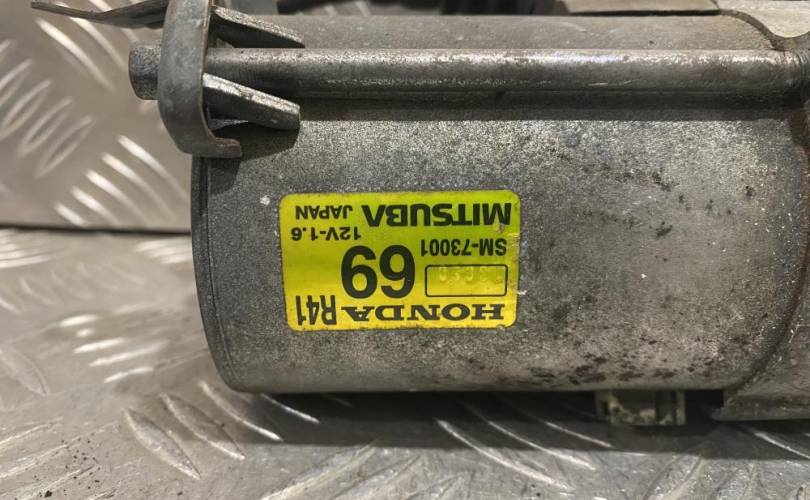 HONDA R41
69
SM-73001 12V-1.6
MITSUBA JAPAN